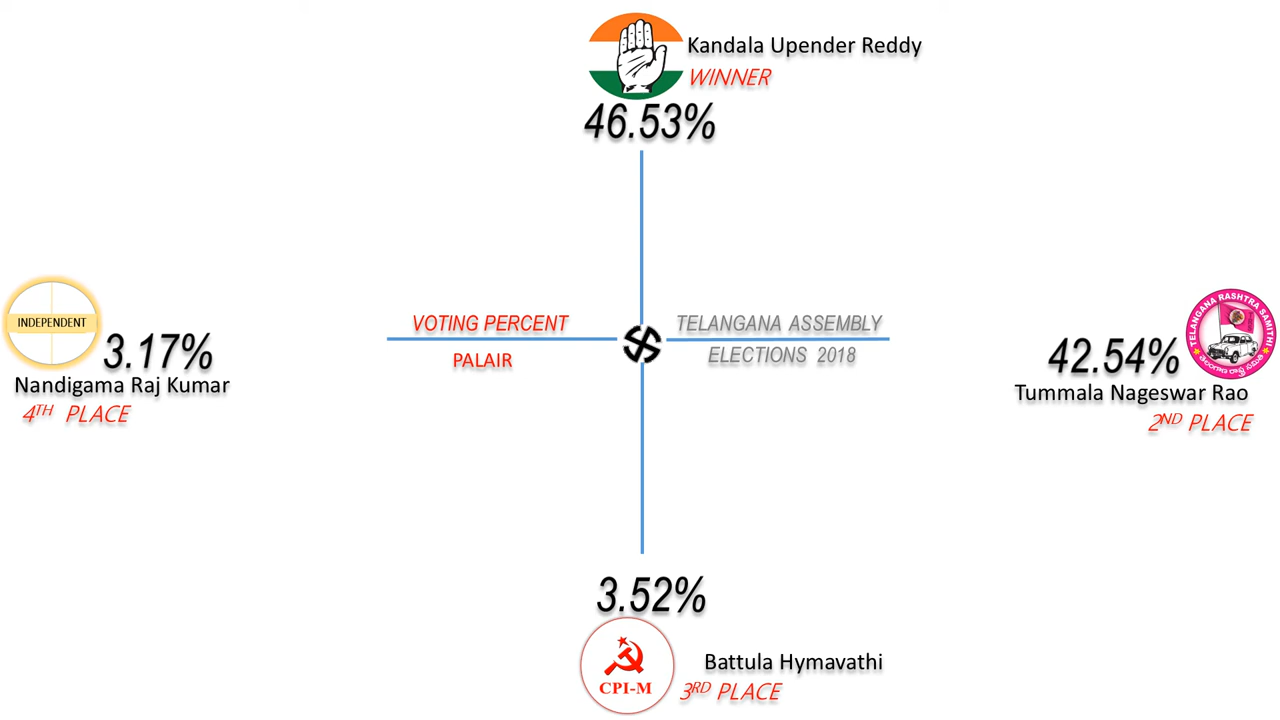 Kandala Upender Reddy
WINNER
46.53%
INDEPENDENT
3.17%
Nandigama Raj Kumar
4TH PLACE
VOTING PERCENT
PALAIR
TELANGANA ASSEMBLY
ELECTIONS 2018
TELANGANA RASHTRA SAMITHI
42.54%
Tummala Nageswar Rao
2ND PLACE
3.52%
CPI-M
Battula Hymavathi
3RD PLACE